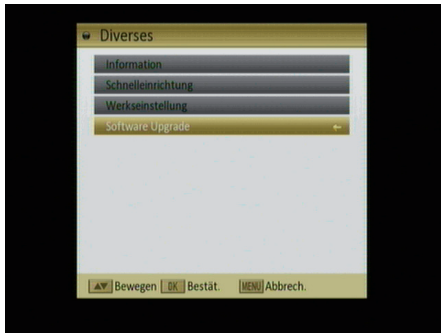 Diverses
Information
Schnelleinrichtung
Werkseinstellung
Software Upgrade
Bewegen OK Bestät. MENU Abbrech.